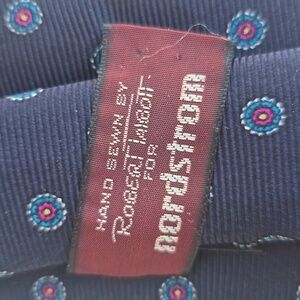 HAND SEWN BY
ROBERT TALBOTT
FOR
nordstrom